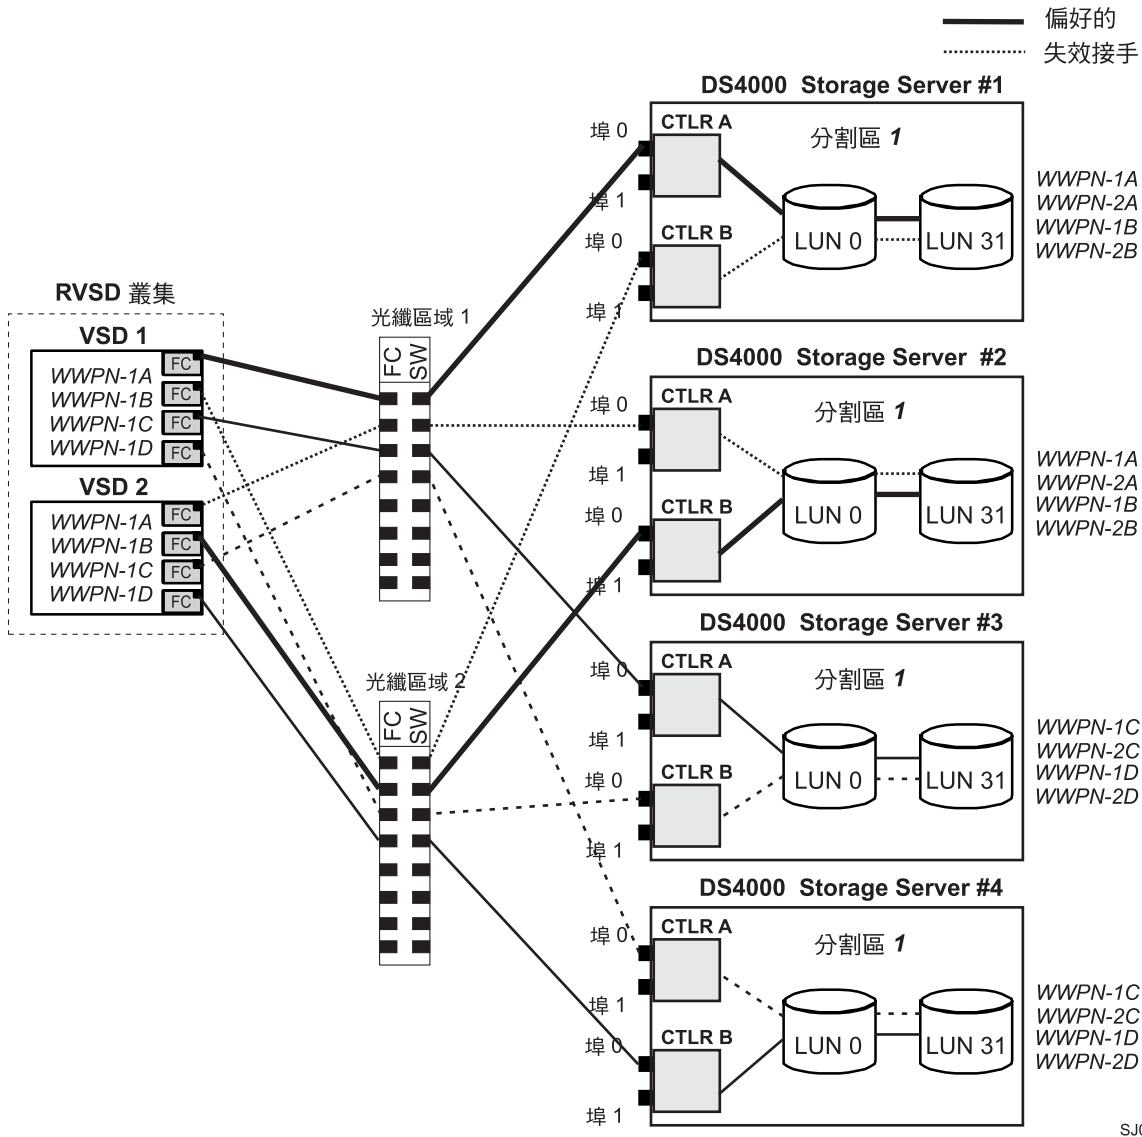 偏好的
失效接手
DS4000 Storage Server #1
埠 0
CTLR A
分割區 1
埠 1
WWPN-1A
WWPN-2A
WWPN-1B
WWPN-2B
埠 0
CTLR B
LUN 0
LUN 31
埠 1
RVSD 叢集
VSD 1
WWPN-1A
WWPN-1B
WWPN-1C
WWPN-1D
FC
FC
FC
FC
VSD 2
WWPN-1A
WWPN-1B
WWPN-1C
WWPN-1D
FC
FC
FC
FC
光纖區域 1
FC
SW
光纖區域 2
FC
SW
DS4000 Storage Server #2
埠 0
CTLR A
分割區 1
埠 1
WWPN-1A
WWPN-2A
WWPN-1B
WWPN-2B
埠 0
CTLR B
LUN 0
LUN 31
埠 1
DS4000 Storage Server #3
埠 0
CTLR A
分割區 1
埠 1
WWPN-1C
WWPN-2C
WWPN-1D
WWPN-2D
埠 0
CTLR B
LUN 0
LUN 31
埠 1
DS4000 Storage Server #4
埠 0
CTLR A
分割區 1
埠 1
WWPN-1C
WWPN-2C
WWPN-1D
WWPN-2D
埠 0
CTLR B
LUN 0
LUN 31
埠 1